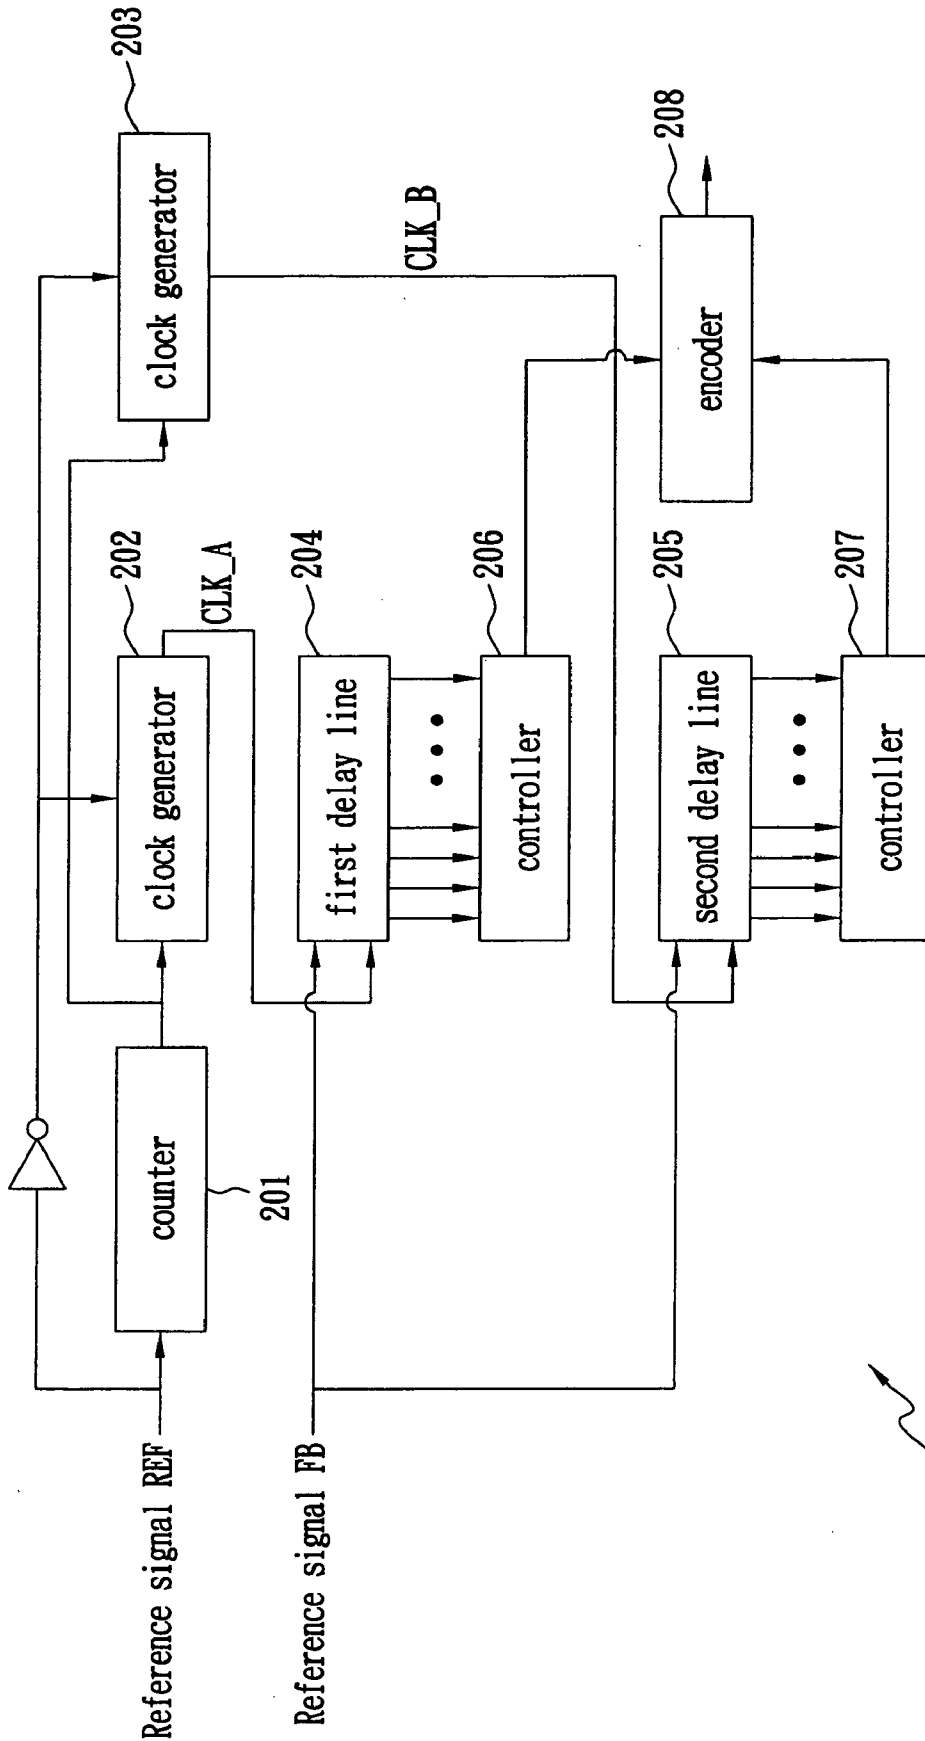 Reference signal REF
Reference signal FB
counter
201
clock generator
202
CLK_A
clock generator
203
CLK_B
first delay line
204
controller
206
second delay line
205
controller
207
encoder
208